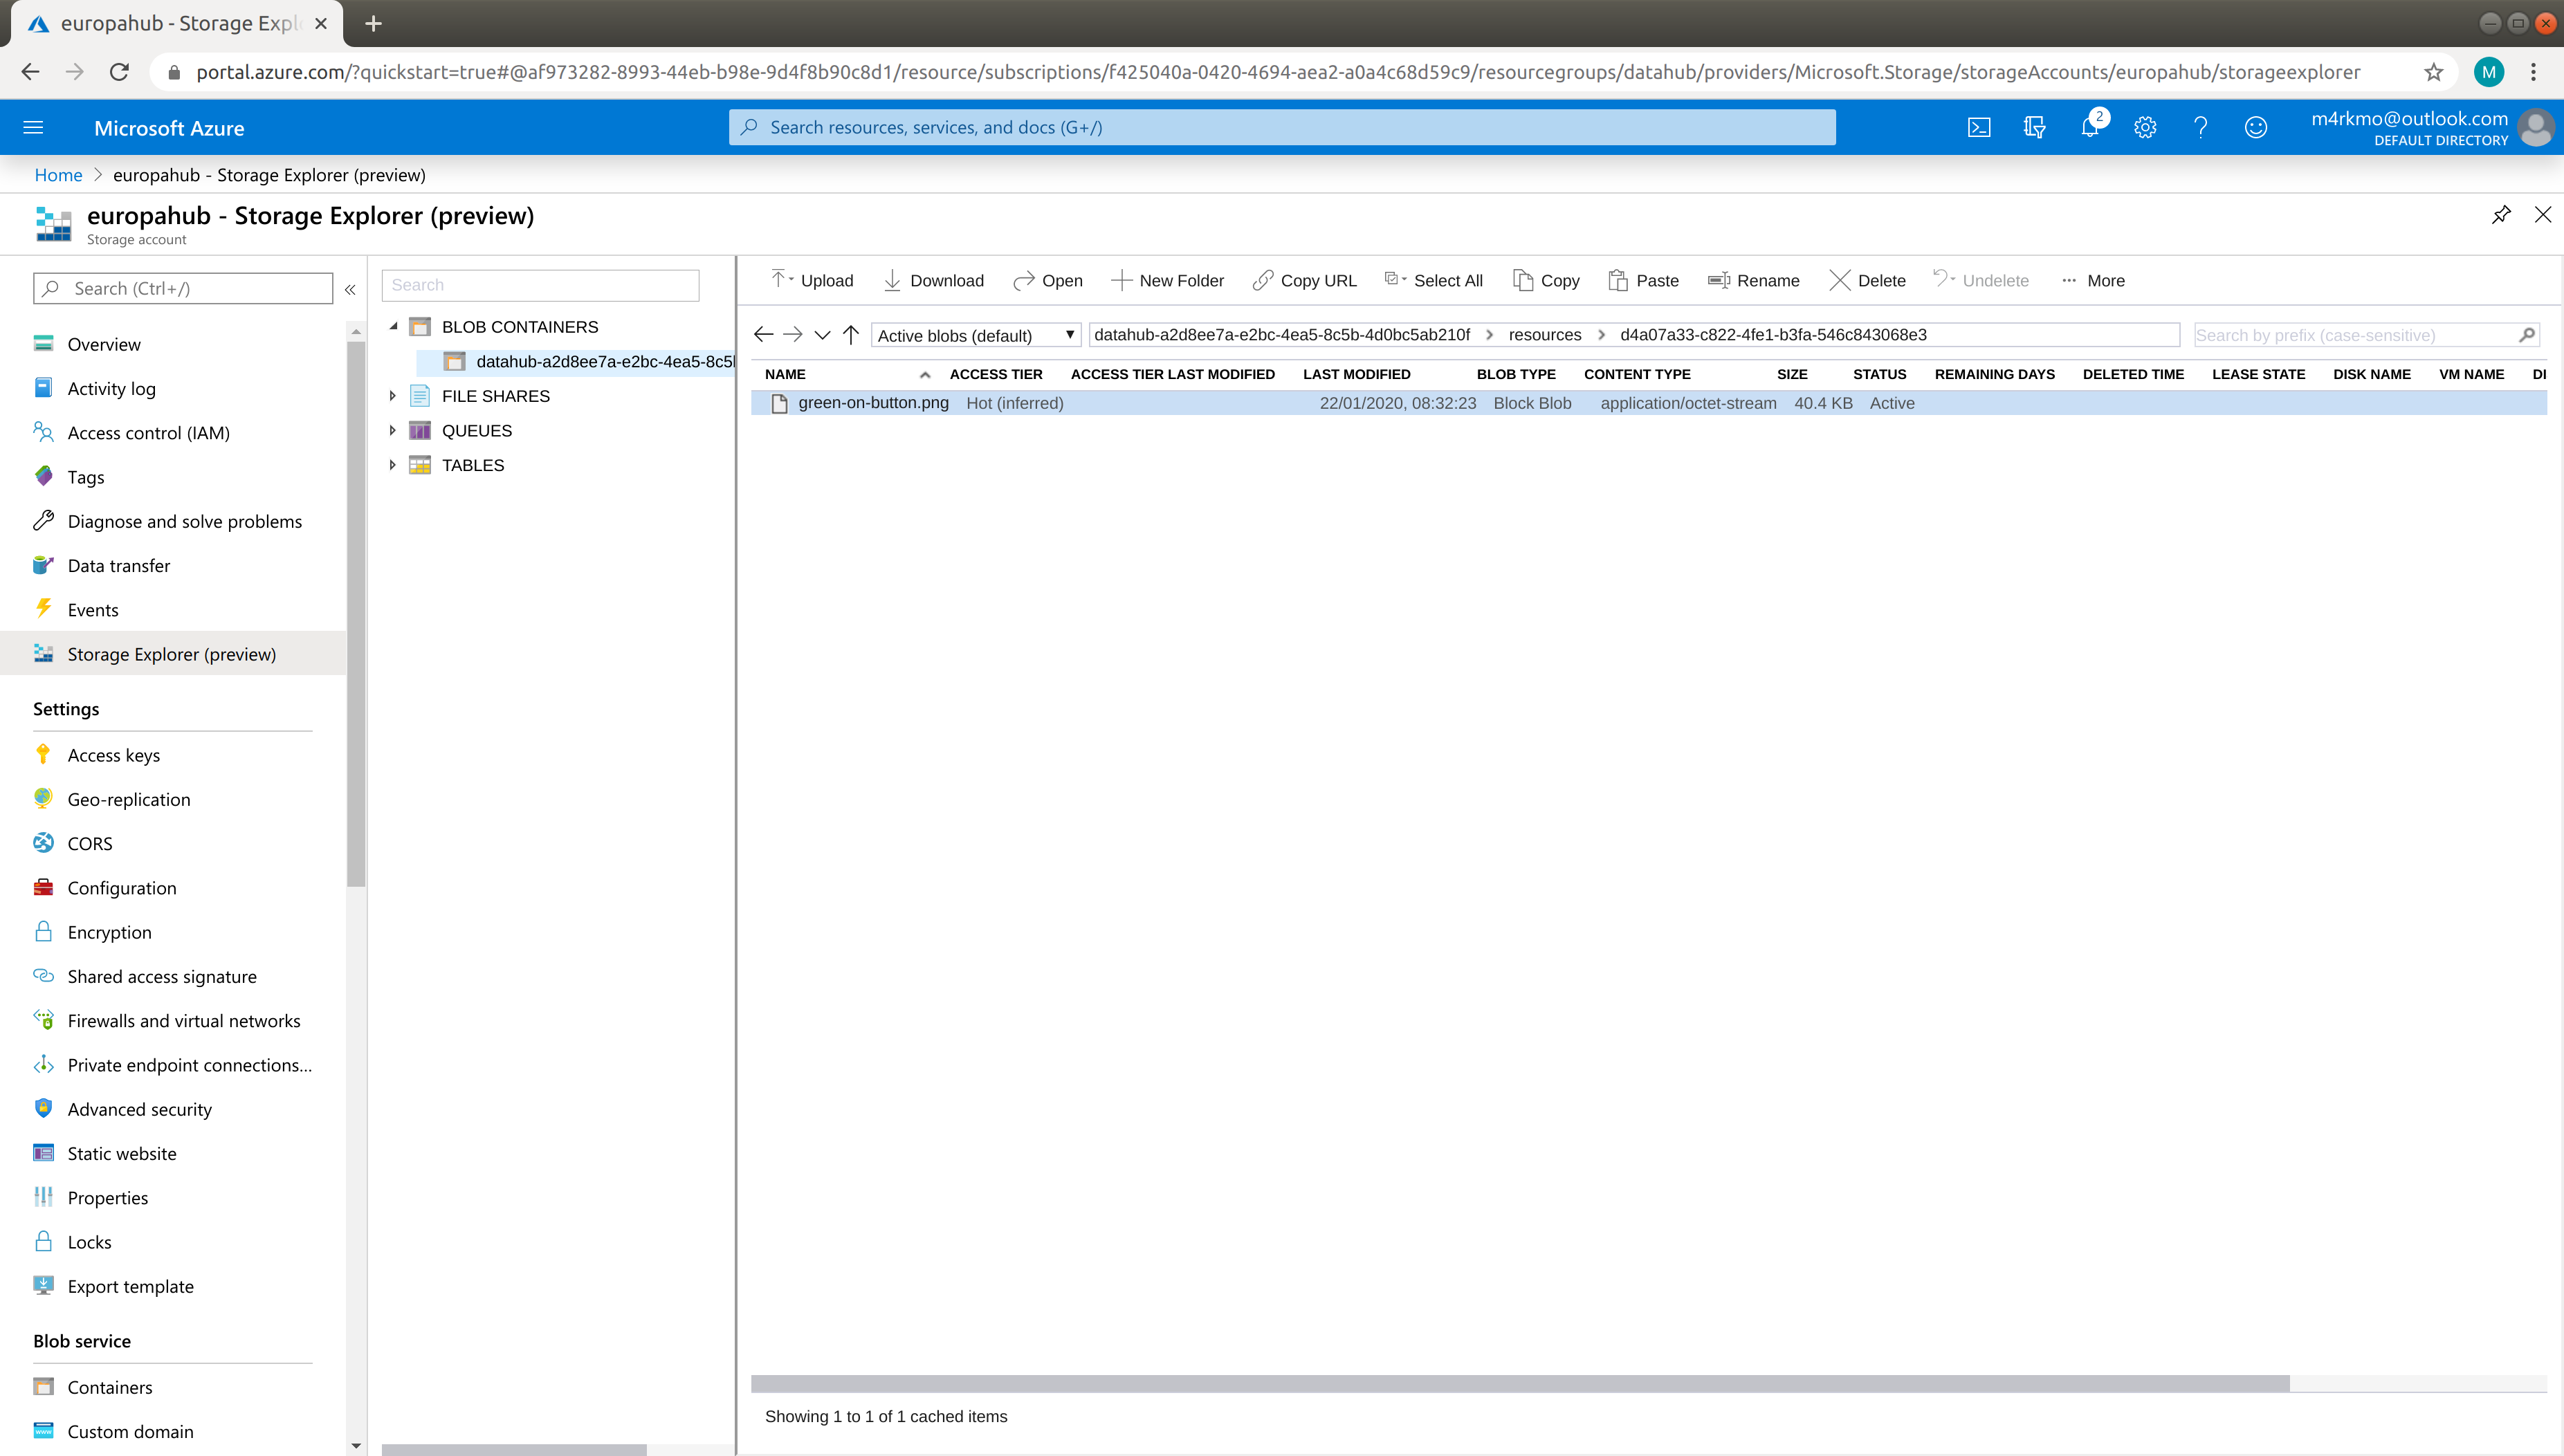 europahub - Storage Expl
portal.azure.com/?quickstart=true#@af973282-8993-44eb-b98e-9d4f8b90c8d1/resource/subscriptions/f425040a-0420-4694-aea2-a0a4c68d59c9/resourcegroups/datahub/providers/Microsoft.Storage/storageAccounts/europahub/storageexplorer
M
Microsoft Azure
Search resources, services, and docs (G+/)
2
m4rkmo@outlook.com
DEFAULT DIRECTORY
Home > europahub - Storage Explorer (preview)
europahub - Storage Explorer (preview)
Storage account
Search (Ctrl+/)
Overview
Activity log
Access control (IAM)
Tags
Diagnose and solve problems
Data transfer
Events
Storage Explorer (preview)
Settings
Access keys
Geo-replication
CORS
Configuration
Encryption
Shared access signature
Firewalls and virtual networks
Private endpoint connections...
Advanced security
Static website
Properties
Locks
Export template
Blob service
Containers
Custom domain
Search
BLOB CONTAINERS
datahub-a2d8ee7a-e2bc-4ea5-8c5l
FILE SHARES
QUEUES
TABLES
Upload Download Open New Folder Copy URL Select All Copy Paste Rename Delete Undelete ... More
Active blobs (default) datahub-a2d8ee7a-e2bc-4ea5-8c5b-4d0bc5ab210f > resources > d4a07a33-c822-4fe1-b3fa-546c843068e3 Search by prefix (case-sensitive)
NAME ACCESS TIER ACCESS TIER LAST MODIFIED LAST MODIFIED BLOB TYPE CONTENT TYPE SIZE STATUS REMAINING DAYS DELETED TIME LEASE STATE DISK NAME VM NAME DI
green-on-button.png Hot (inferred) 22/01/2020, 08:32:23 Block Blob application/octet-stream 40.4 KB Active
Showing 1 to 1 of 1 cached items